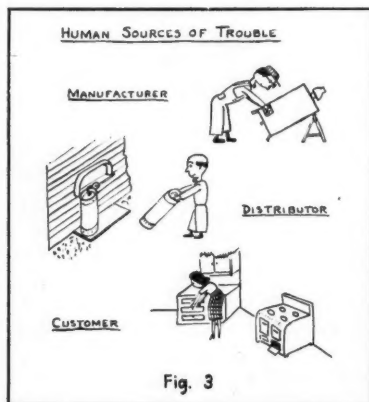 HUMAN SOURCES OF TROUBLE
MANUFACTURER
DISTRIBUTOR
CUSTOMER
Fig. 3